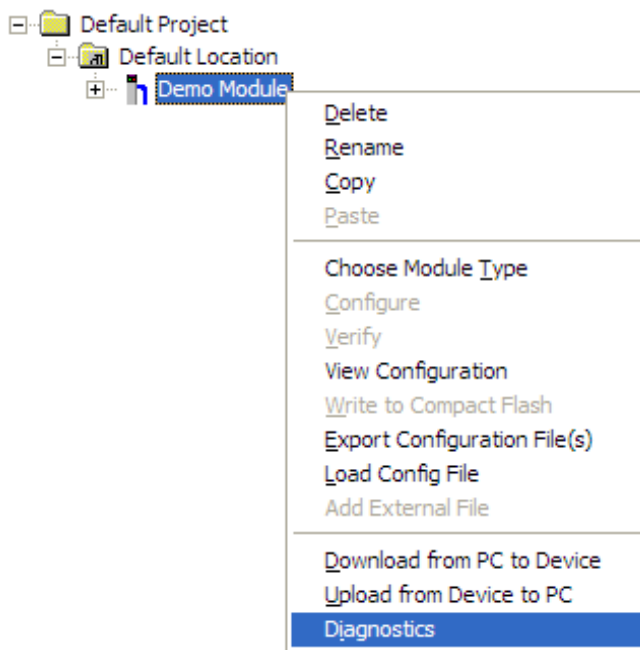 Default Project
Default Location
Demo Module
Delete
Rename
Copy
Paste
Choose Module Type
Configure
Verify
View Configuration
Write to Compact Flash
Export Configuration File(s)
Load Config File
Add External File
Download from PC to Device
Upload from Device to PC
Diagnostics